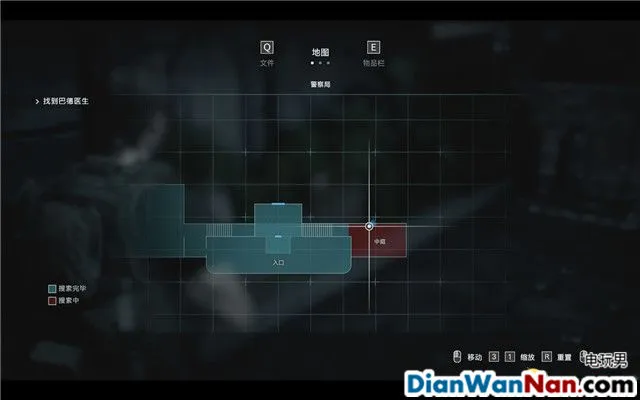 Q
地图
E
文件
物品栏
警察局
找到巴德医生
中庭
入口
搜索完毕
搜索中
移动 3 1 缩放 R 重置
电玩男
DianWanNan.com